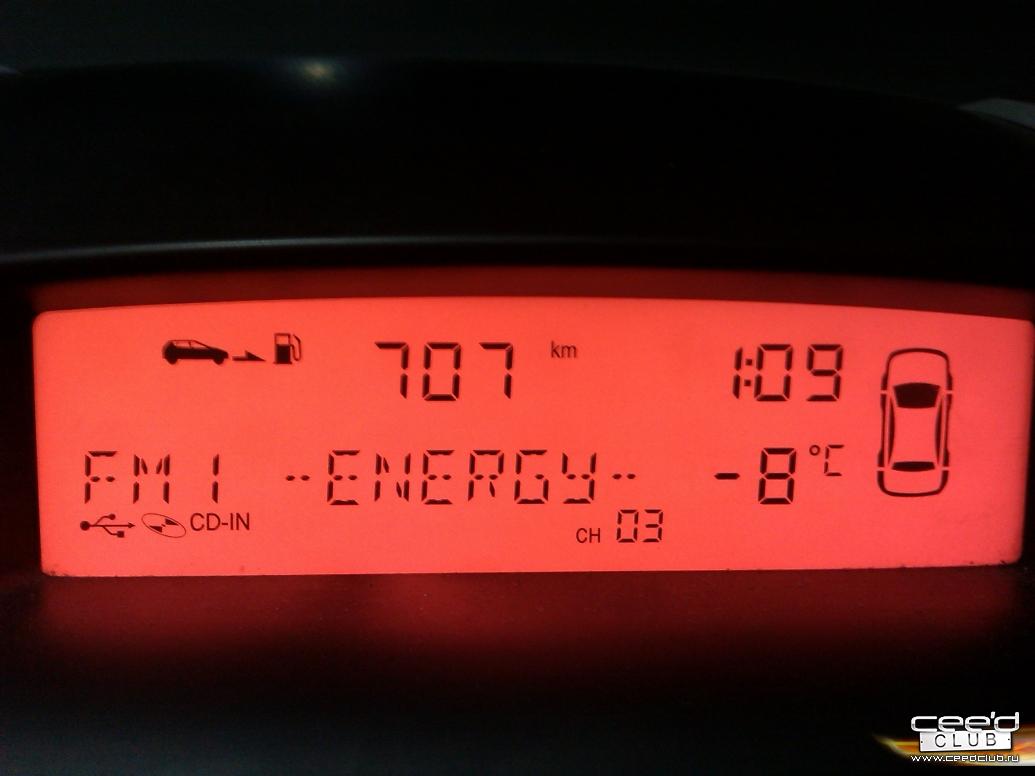 707 km 1:09
FM1 --ENERGY-- -8°C
CD-IN
CH 03
cee'd
CLUB
www.ceedclub.ru